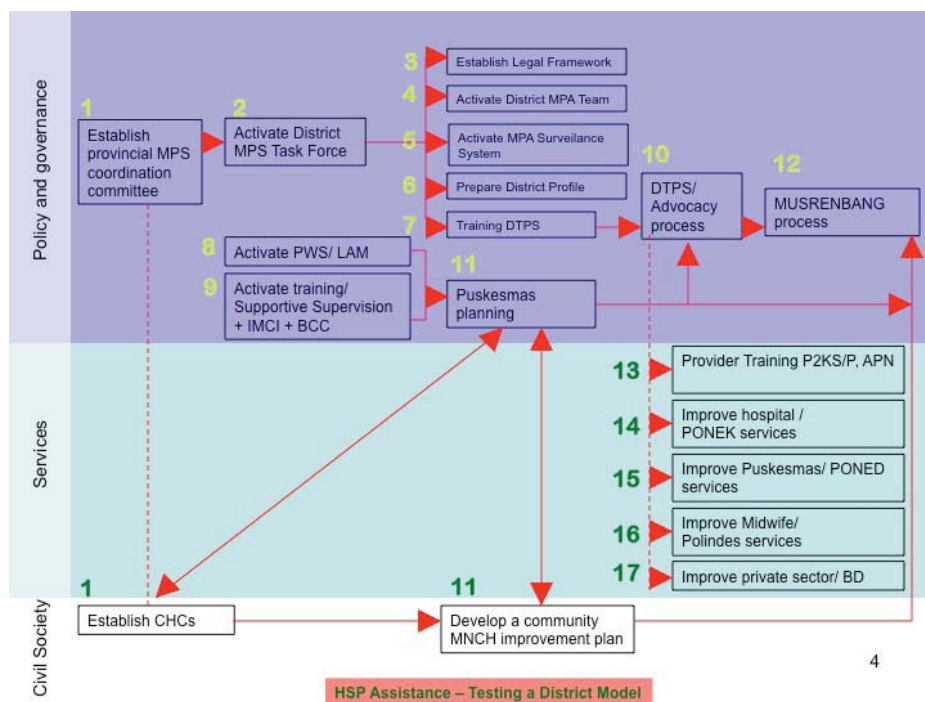 Policy and governance
1
Establish
provincial MPS
coordination
committee
2
Activate District
MPS Task Force
3
Establish Legal Framework
4
Activate District MPA Team
5
Activate MPA Surveilance
System
6
Prepare District Profile
7
Training DTPS
8
Activate PWS/ LAM
9
Activate training/
Supportive Supervision
+ IMCI + BCC
10
DTPS/
Advocacy
process
11
Puskesmas
planning
12
MUSRENBANG
process
Services
13
Provider Training P2KS/P, APN
14
Improve hospital /
PONEK services
15
Improve Puskesmas/ PONED
services
16
Improve Midwife/
Polindes services
17
Improve private sector/ BD
Civil Society
1
Establish CHCs
11
Develop a community
MNCH improvement plan
4
HSP Assistance – Testing a District Model